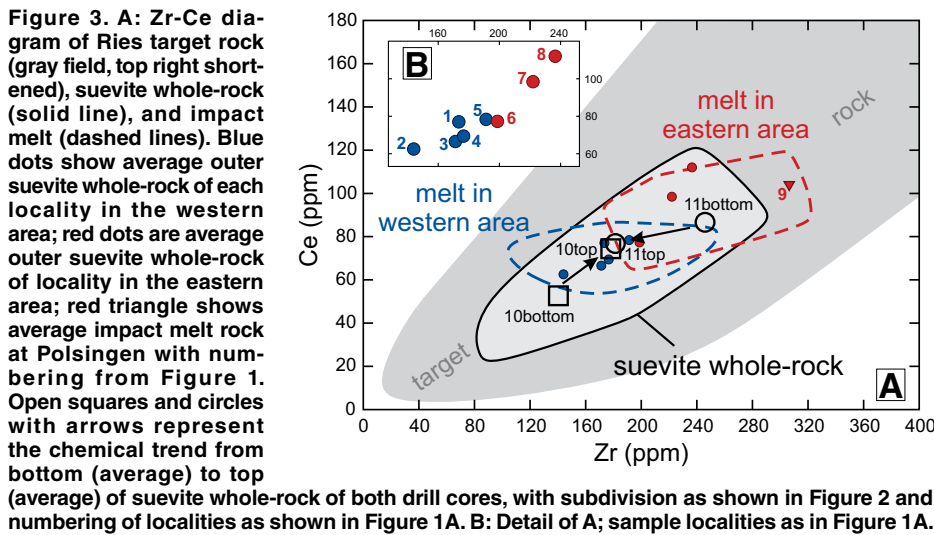 Figure 3. A: Zr-Ce dia-
gram of Ries target rock
(gray field, top right short-
ened), suevite whole-rock
(solid line), and impact
melt (dashed lines). Blue
dots show average outer
suevite whole-rock of each
locality in the western
area; red dots are average
outer suevite whole-rock
of locality in the eastern
area; red triangle shows
average impact melt rock
at Polsingen with num-
bering from Figure 1.
Open squares and circles
with arrows represent
the chemical trend from
bottom (average) to top
(average) of suevite whole-rock of both drill cores, with subdivision as shown in Figure 2 and
numbering of localities as shown in Figure 1A. B: Detail of A; sample localities as in Figure 1A.
180
160
140
120
100
80
60
40
20
0
Ce (ppm)
0
40
80
120
160
200
240
280
320
360
400
Zr (ppm)
160
200
240
100
80
60
B
1
2
3
4
5
6
7
8
melt in
eastern area
rock
9
melt in
western area
11bottom
10top
11top
10bottom
target
suevite whole-rock
A